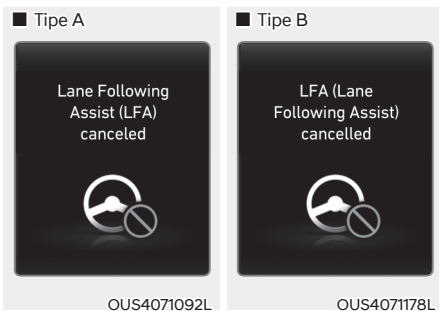 ■ Tipe A
Lane Following
Assist (LFA)
canceled
OUS4071092L
■ Tipe B
LFA (Lane
Following Assist)
cancelled
OUS4071178L